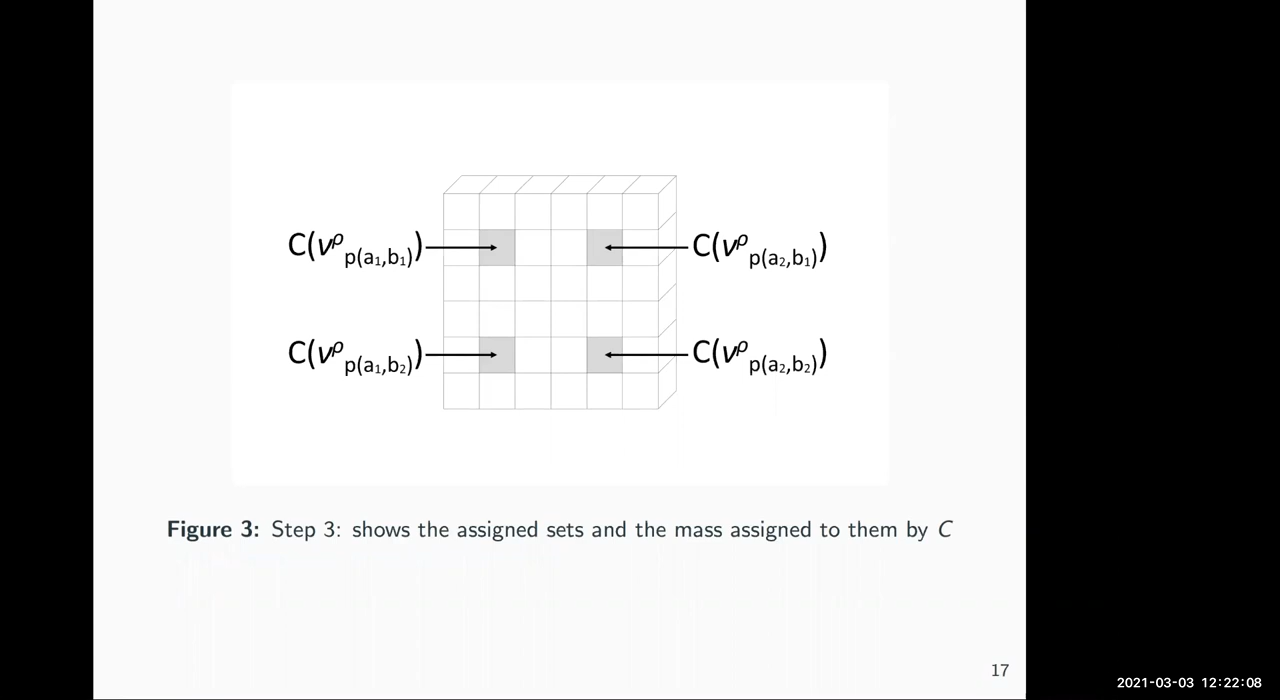 C(νᵖp(a₁,b₁)) C(νᵖp(a₂,b₁))
C(νᵖp(a₁,b₂)) C(νᵖp(a₂,b₂))
Figure 3: Step 3: shows the assigned sets and the mass assigned to them by C
17
2021-03-03 12:22:08